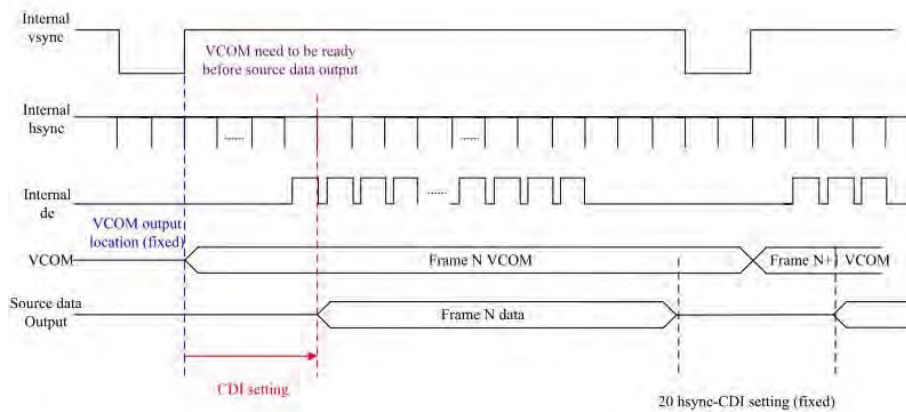 Internal
vsync
VCOM need to be ready
before source data output
Internal
hsync
......
......
Internal
de
......
VCOM output
location (fixed)
VCOM
Frame N VCOM
Frame N+1 VCOM
Source data
Output
Frame N data
CDI setting
20 hsync-CDI setting (fixed)